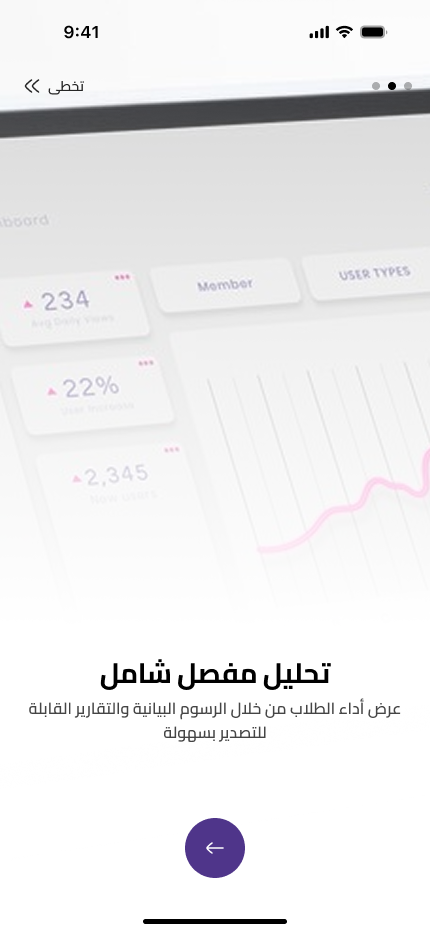 9:41
تخطى
board
Member
USER TYPES
234
Avg Daily Views
22%
User Increase
2,345
New Users
تحليل مفصل شامل
عرض أداء الطلاب من خلال الرسوم البيانية والتقارير القابلة
للتصدير بسهولة